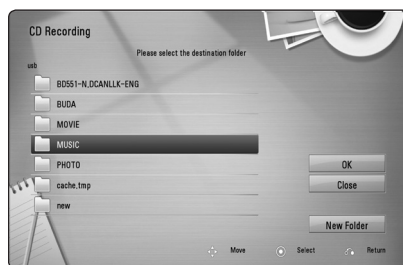 CD Recording
Please select the destination folder
usb
BD551-N,DCANLLK-ENG
BUDA
MOVIE
MUSIC
PHOTO
cache.tmp
new
OK
Close
New Folder
Move Select Return